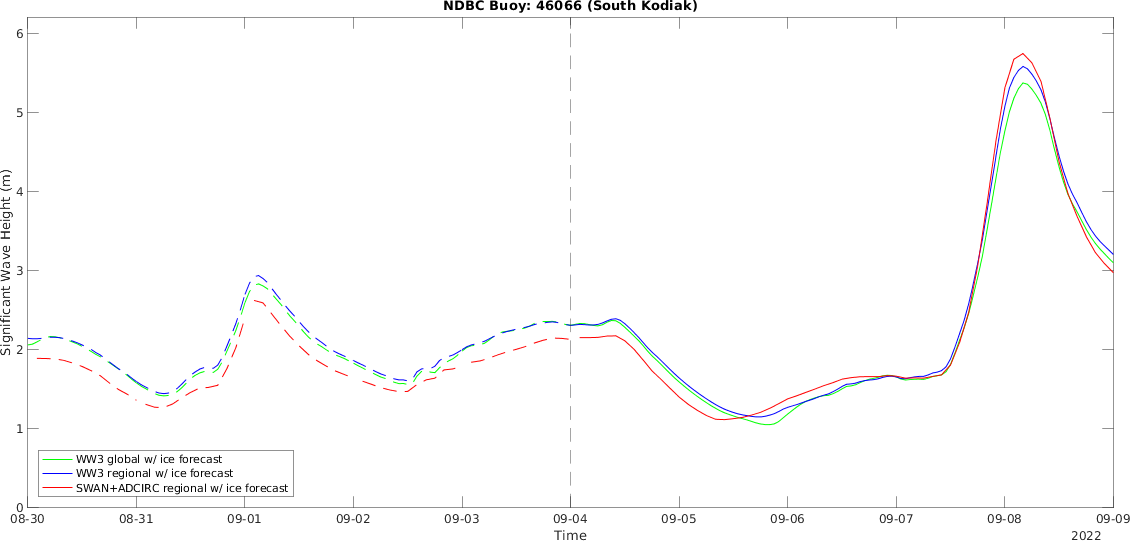 NDBC Buoy: 46066 (South Kodiak)
6
5
4
3
2
1
0
Significant Wave Height (m)
WW3 global w/ ice forecast
WW3 regional w/ ice forecast
SWAN+ADCIRC regional w/ ice forecast
08-30 08-31 09-01 09-02 09-03 09-04 09-05 09-06 09-07 09-08 09-09
Time
2022